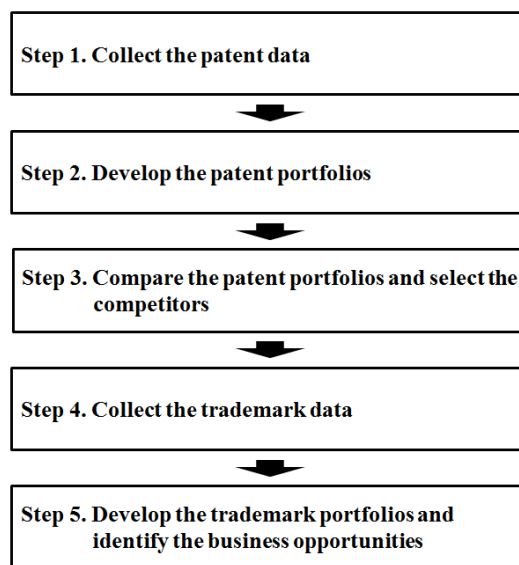 Step 1. Collect the patent data
Step 2. Develop the patent portfolios
Step 3. Compare the patent portfolios and select the
competitors
Step 4. Collect the trademark data
Step 5. Develop the trademark portfolios and
identify the business opportunities